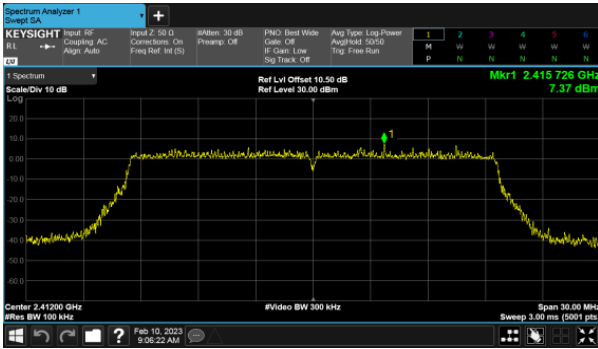 Spectrum Analyzer 1
Swept SA
+
KEYSIGHT Input: RF Input Z: 50 Ω #Atten: 30 dB PNO: Best Wide Avg Type: Log-Power 1 2 3 4 5 6
RL Coupling: AC Corrections: On Preamp: Off Gate: Off Avg|Hold: 50/50 M W W W W W
Align: Auto Freq Ref: Int (S) IF Gain: Low Trig: Free Run
Sig Track: Off P N N N N N
LXI
1 Spectrum Ref Lvl Offset 10.50 dB Mkr1 2.415 726 GHz
Scale/Div 10 dB Ref Level 30.00 dBm 7.37 dBm
Log
20.0
10.0
1
0.00
-10.0
-20.0
-30.0
-40.0
-50.0
-60.0
Center 2.41200 GHz #Video BW 300 kHz Span 30.00 MHz
#Res BW 100 kHz Sweep 3.00 ms (5001 pts)
? Feb 10, 2023
9:06:22 AM